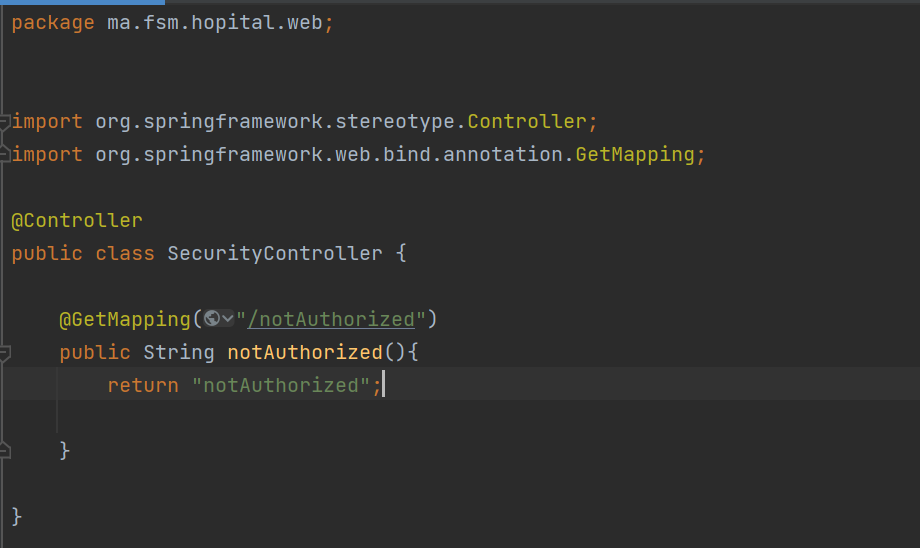 package ma.fsm.hopital.web;
import org.springframework.stereotype.Controller;
import org.springframework.web.bind.annotation.GetMapping;
@Controller
public class SecurityController {
@GetMapping("/notAuthorized")
public String notAuthorized(){
return "notAuthorized";
}
}